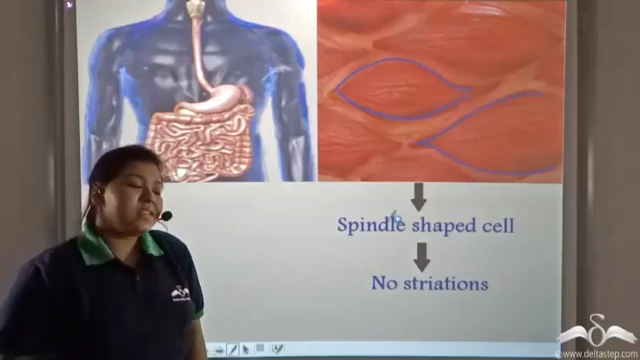 Spindle shaped cell
No striations
© www.deltastep.com